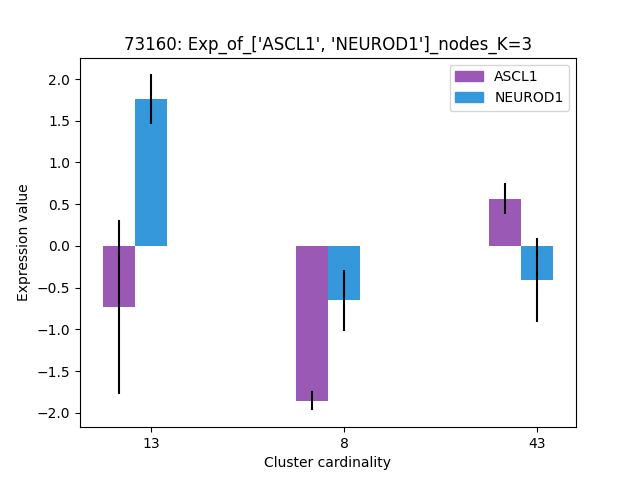 73160: Exp_of_['ASCL1', 'NEUROD1']_nodes_K=3
ASCL1
NEUROD1
2.0
1.5
1.0
0.5
0.0
−0.5
−1.0
−1.5
−2.0
Expression value
13
8
43
Cluster cardinality